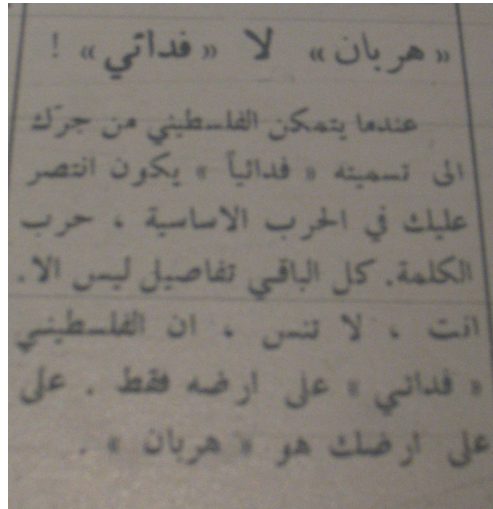 « هربان » لا « فدائي » !
عندما يتمكن الفلسطيني من جرّك
الى تسميته « فدائياً » يكون انتصر
عليك في الحرب الاساسية ، حرب
الكلمة. كل الباقي تفاصيل ليس الا.
انت ، لا تنس ، ان الفلسطيني
« فدائي » على ارضه فقط . على
على ارضك هو « هربان » .